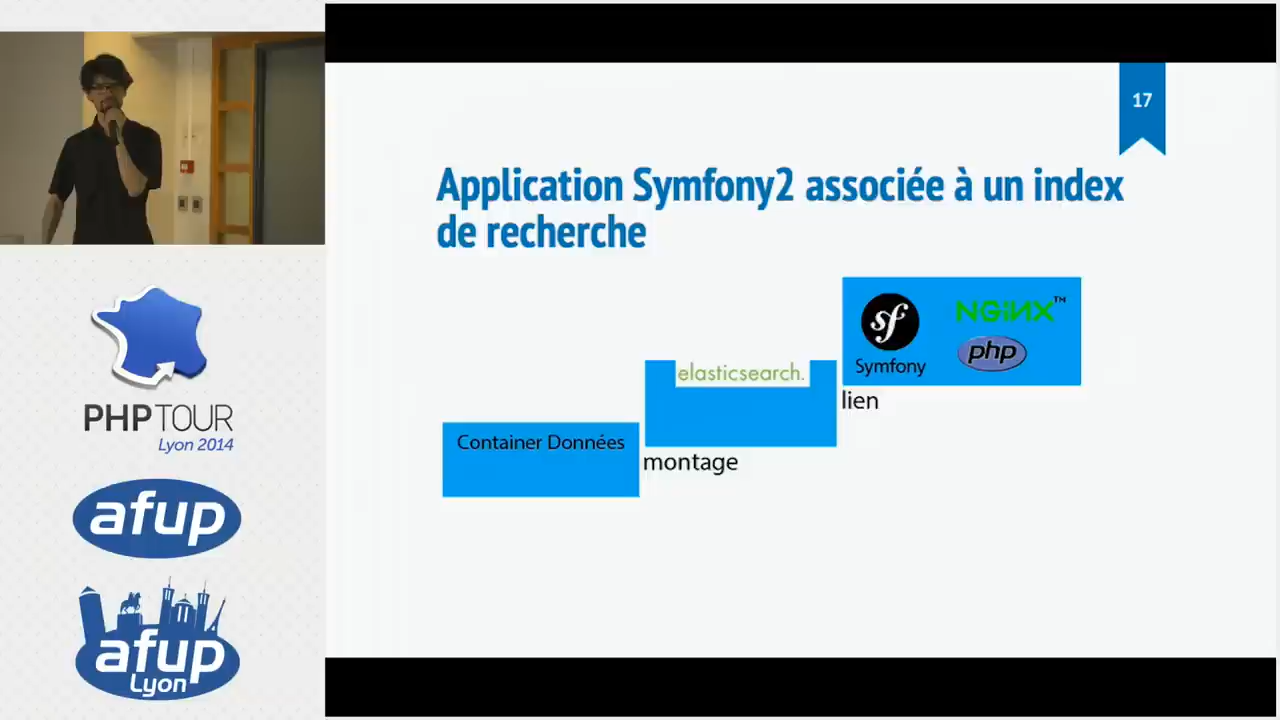 17
Application Symfony2 associée à un index
de recherche
sf
Symfony
NGiNX™
php
elasticsearch.
lien
Container Données
montage
PHPTOUR
Lyon 2014
afup
afup
Lyon